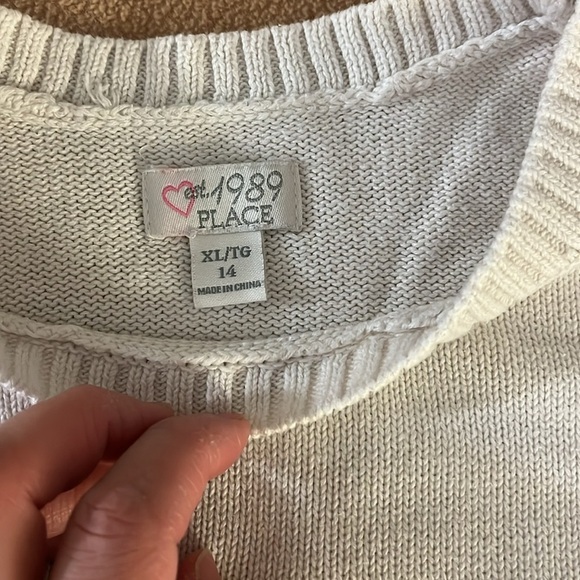 est. 1989
PLACE
XL/TG
14
MADE IN CHINA